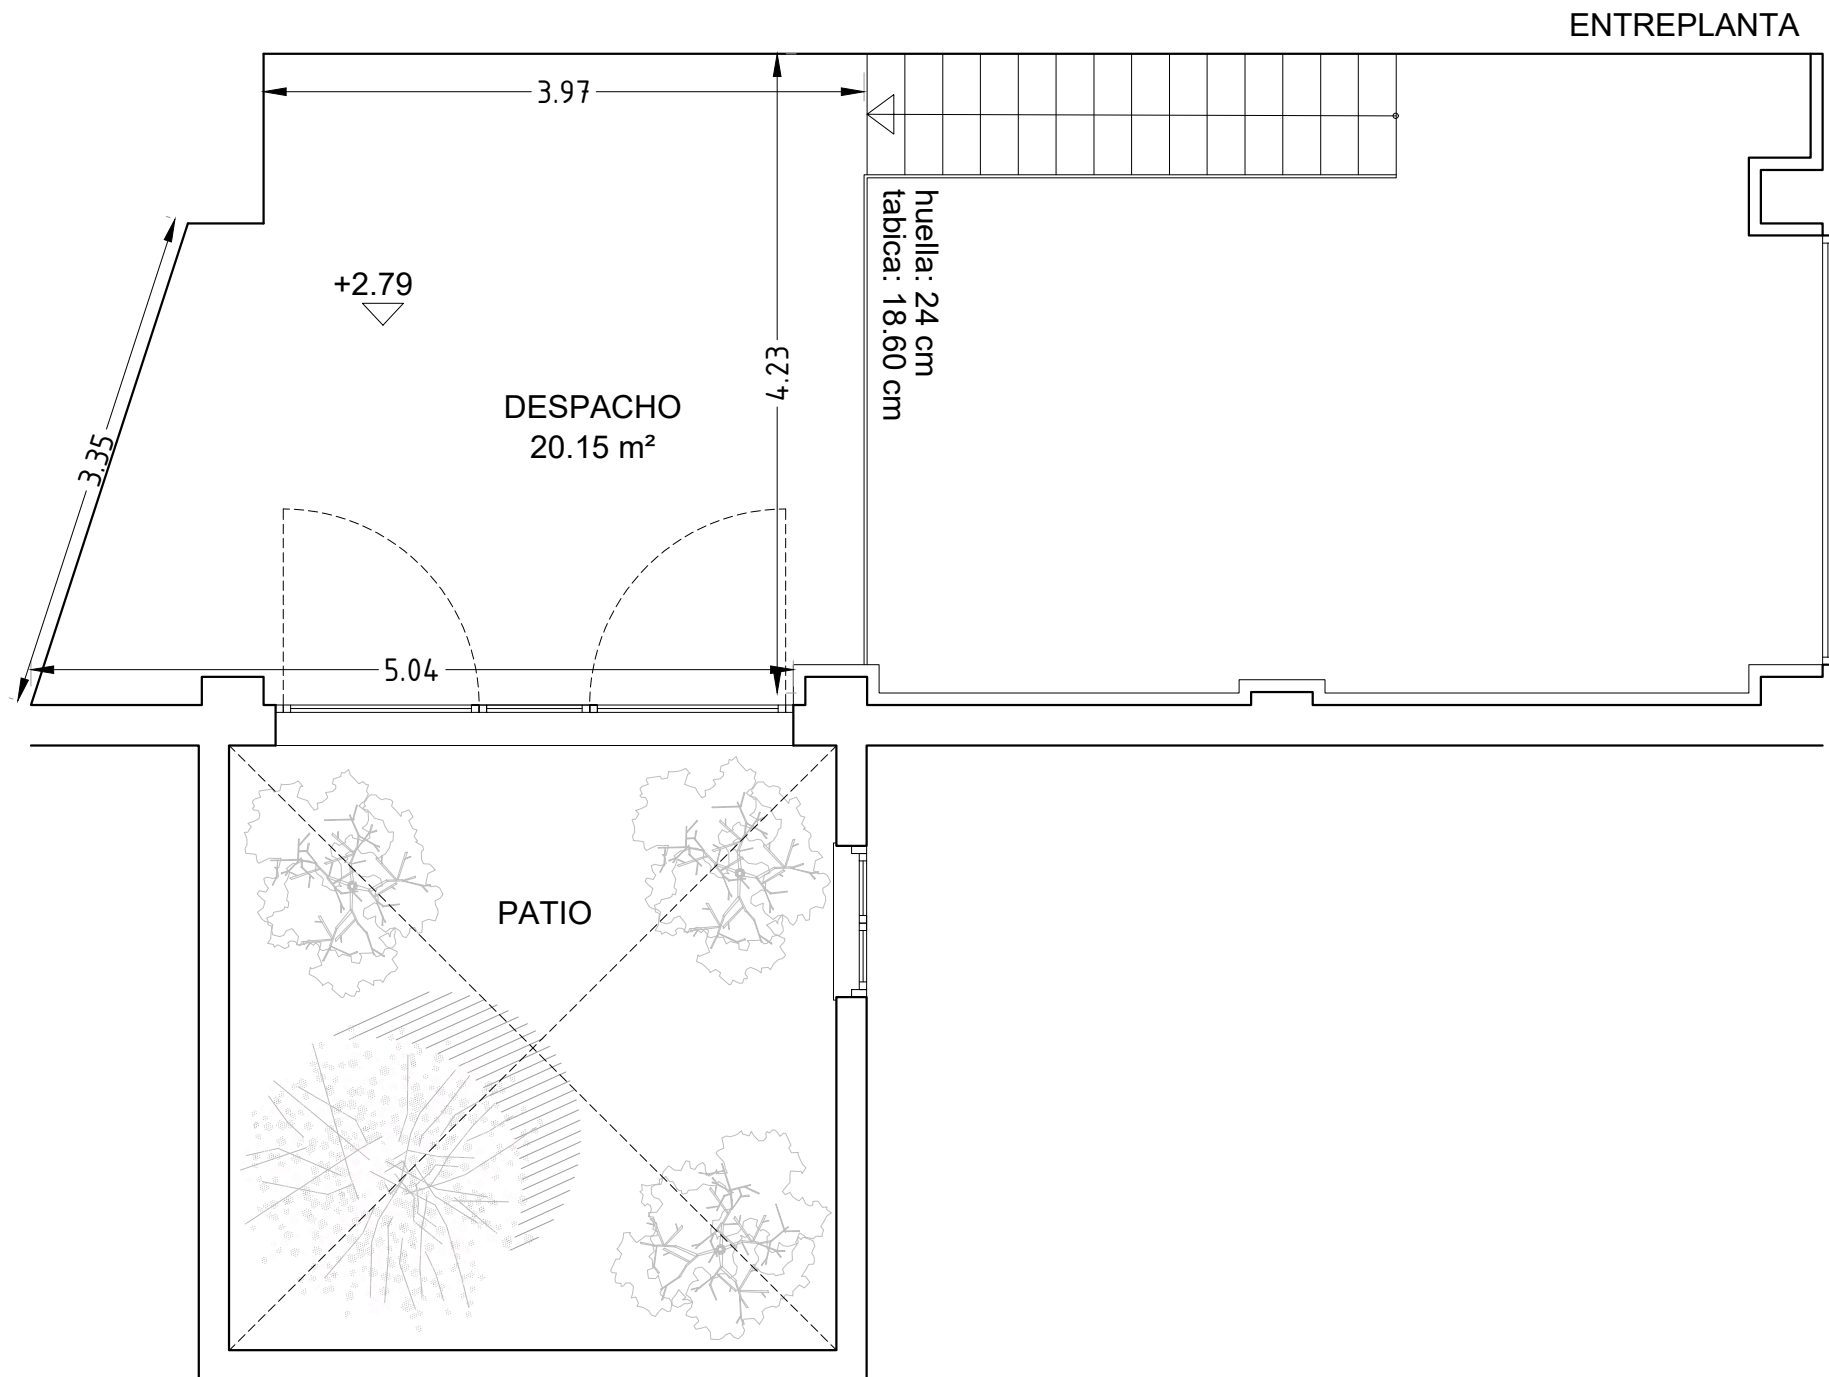 ENTREPLANTA
3.97
huella: 24 cm
tabica: 18.60 cm
+2.79
4.23
DESPACHO
20.15 m²
3.35
5.04
PATIO